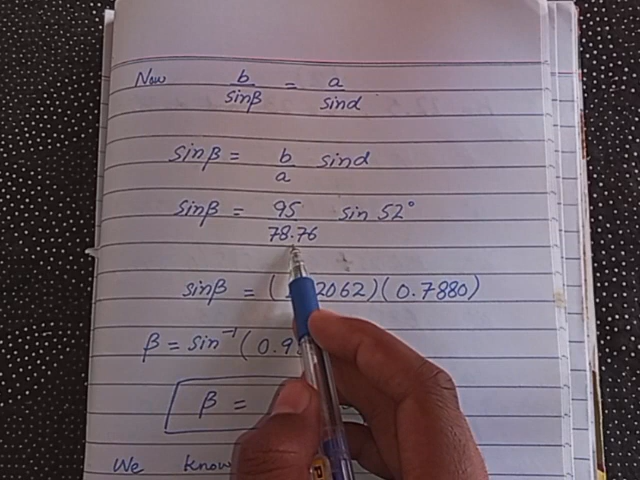 Now b/sinβ = a/sinα
sinβ = b/a sinα
sinβ = 95/78.76 sin 52°
sinβ = ( 2062)(0.7880)
β = sin⁻¹(0.9
β =
We know